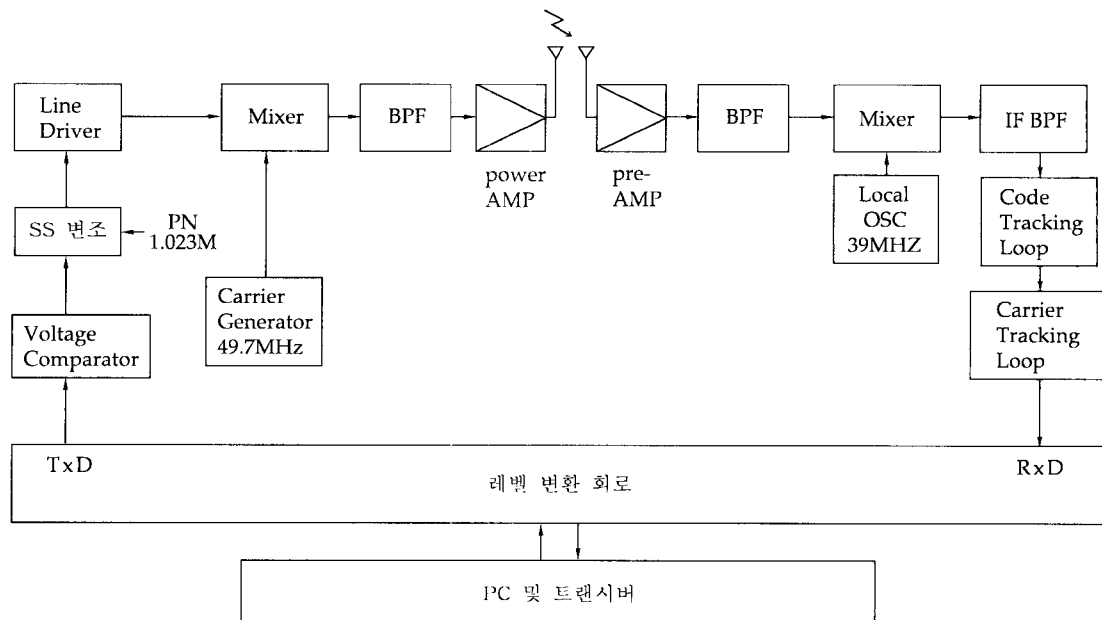 Line
Driver
Mixer
BPF
power
AMP
pre-
AMP
BPF
Mixer
IF BPF
SS 변조
PN
1.023M
Local
OSC
39MHZ
Code
Tracking
Loop
Voltage
Comparator
Carrier
Generator
49.7MHz
Carrier
Tracking
Loop
TxD
RxD
레벨 변환 회로
PC 및 트랜시버